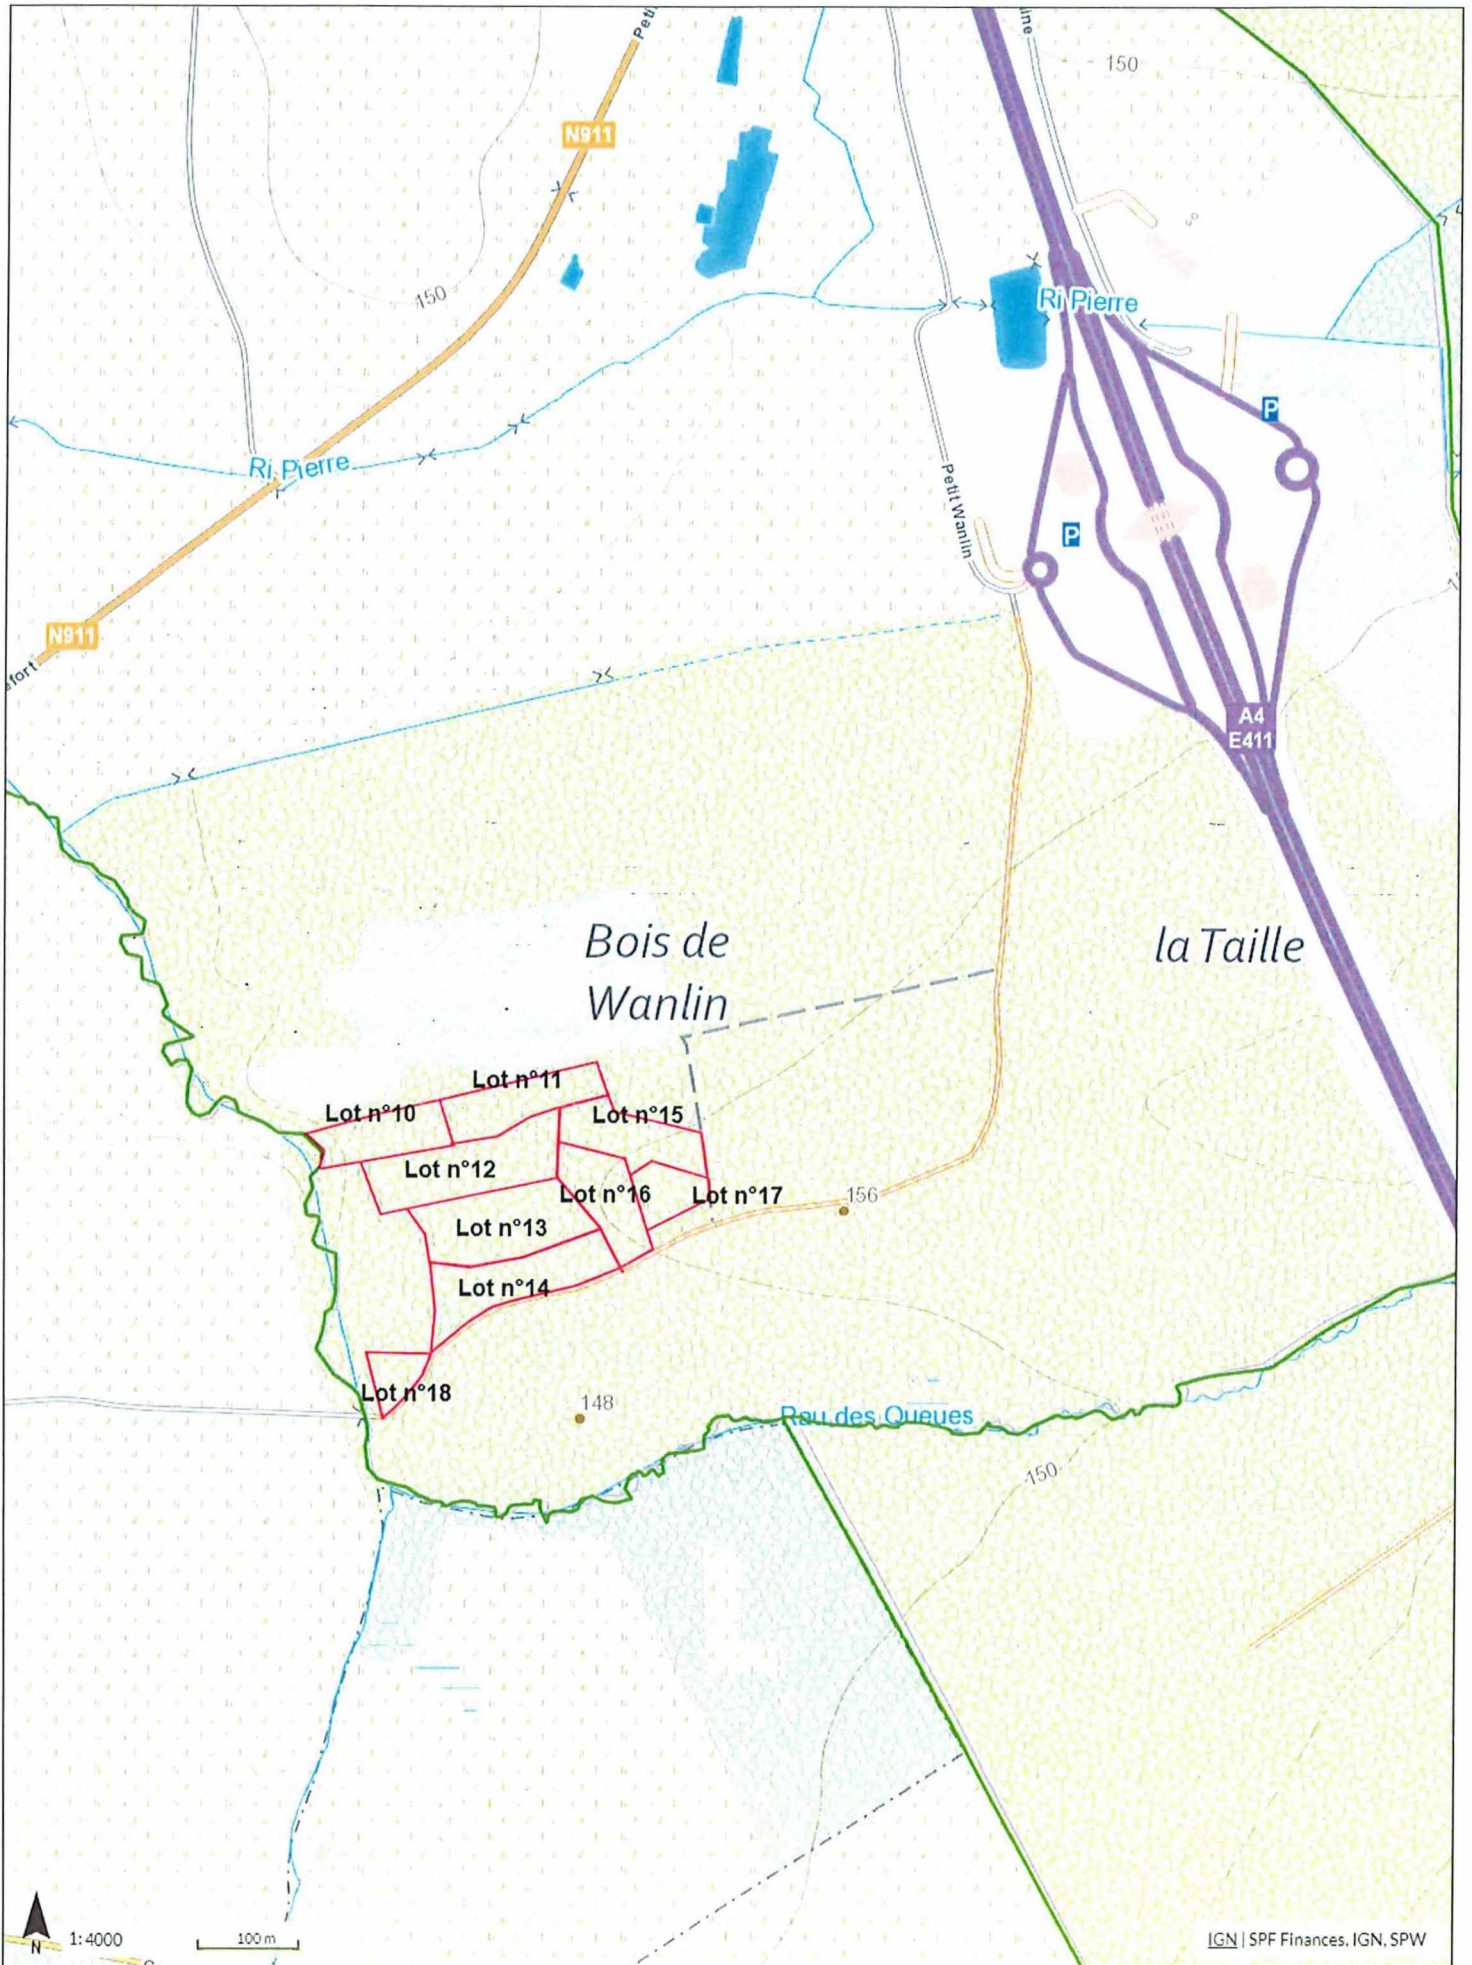 150
N911
150
Ri Pierre
P
Ri Pierre
Petit Wanlin
P
N911
A4
E411
Bois de
Wanlin
la Taille
Lot n°11
Lot n°10
Lot n°15
Lot n°12
Lot n°16
Lot n°17
156
Lot n°13
Lot n°14
Lot n°18
148
Rau des Queues
150
N
1:4000
100 m
IGN | SPF Finances, IGN, SPW